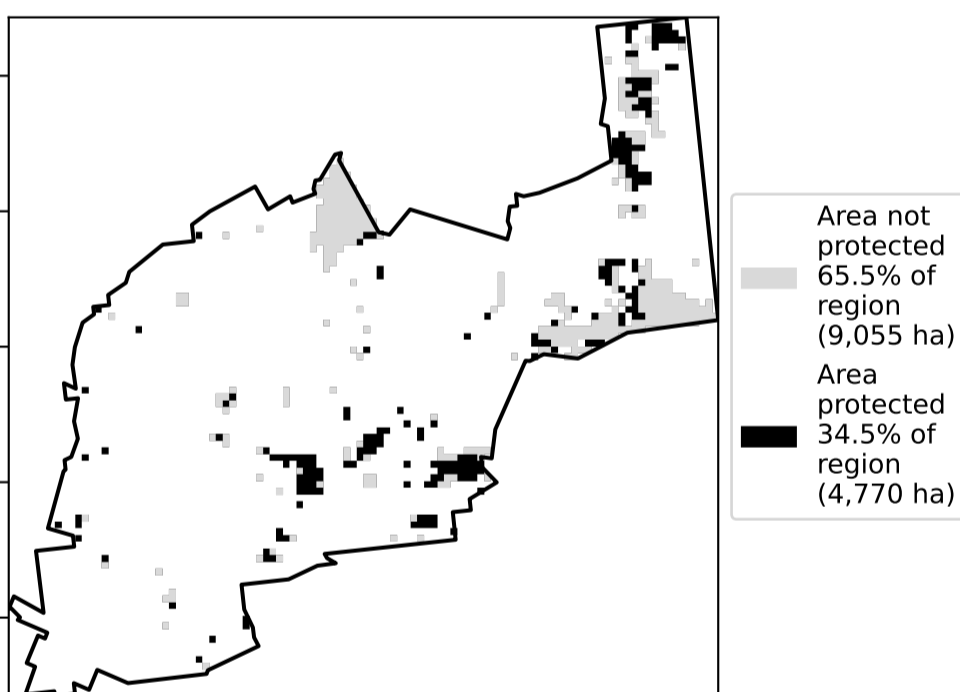 Area not
protected
65.5% of
region
(9,055 ha)
Area
protected
34.5% of
region
(4,770 ha)